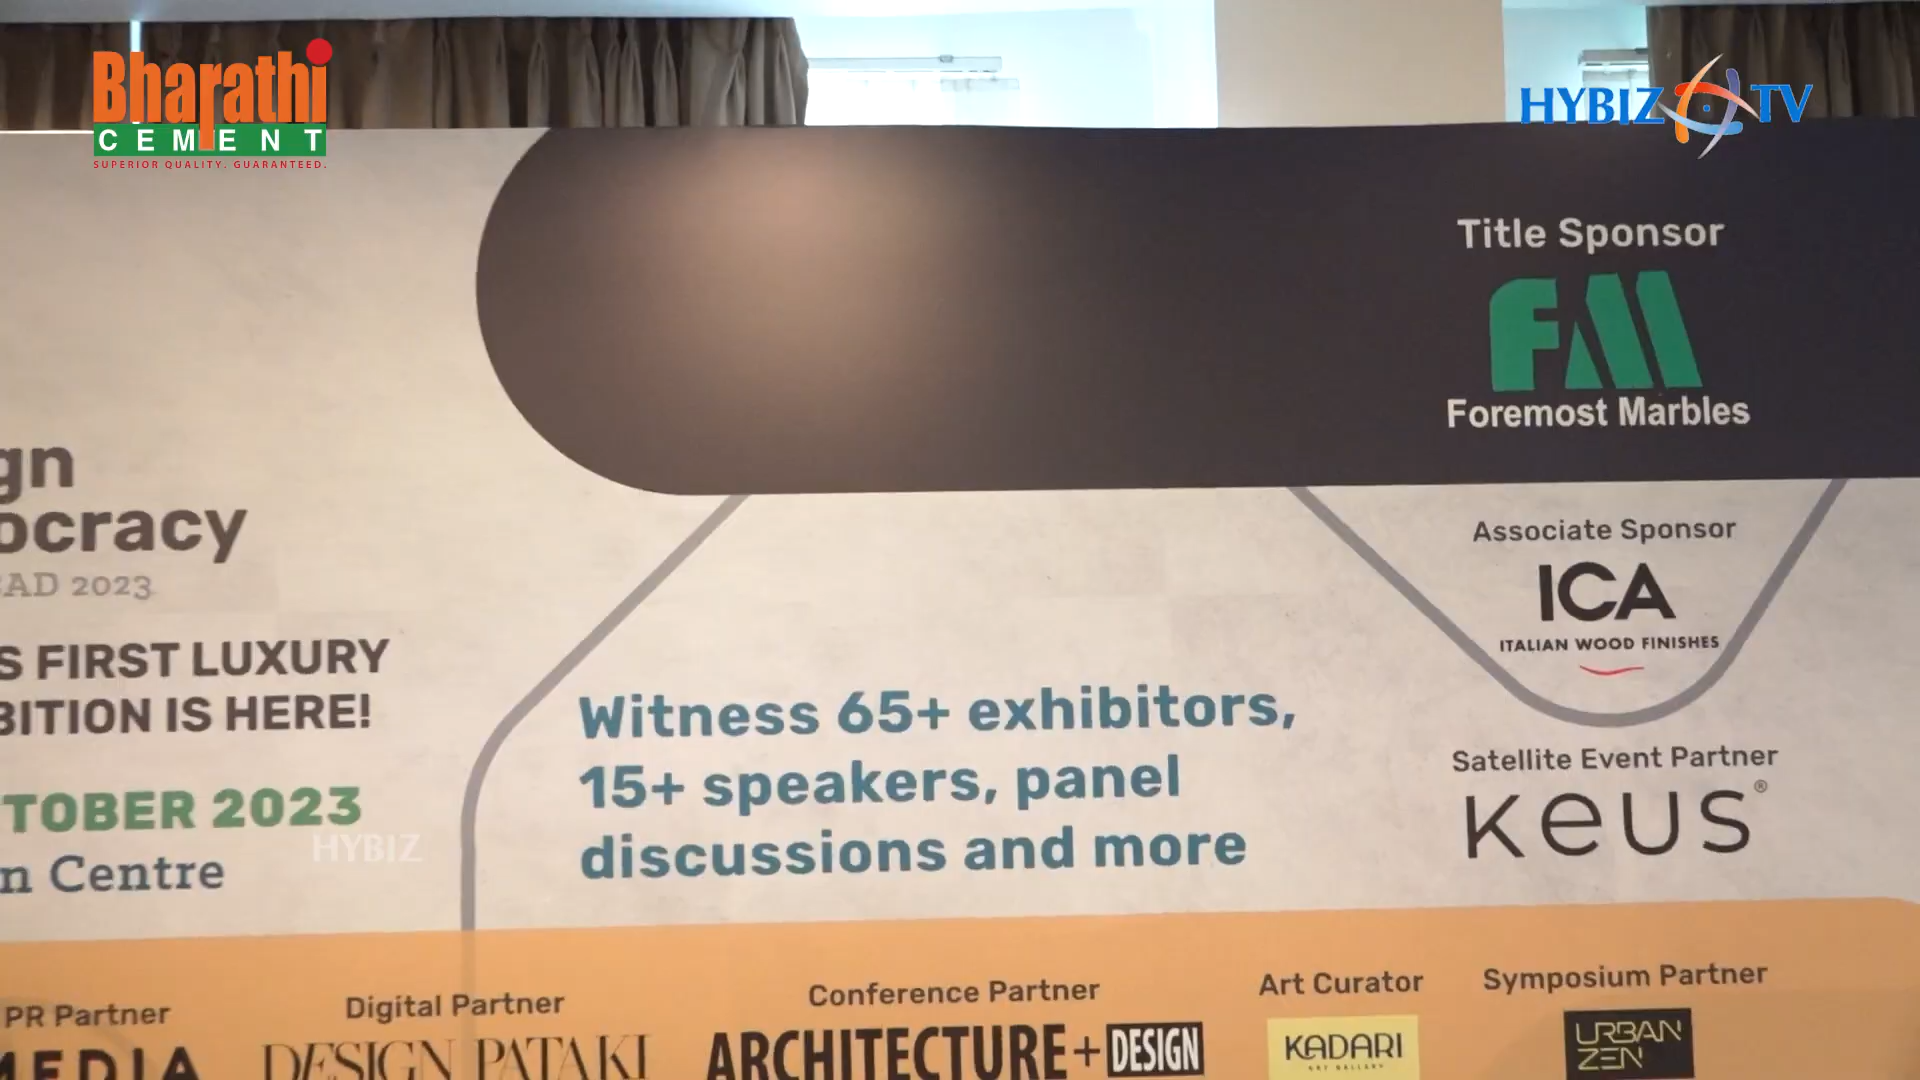 Bharathi
CEMENT
SUPERIOR QUALITY. GUARANTEED.
HYBIZ TV
Title Sponsor
FM
Foremost Marbles
gn
ocracy
AD 2023
S FIRST LUXURY
BITION IS HERE!
TOBER 2023
n Centre
HYBIZ
Witness 65+ exhibitors,
15+ speakers, panel
discussions and more
Associate Sponsor
ICA
ITALIAN WOOD FINISHES
Satellite Event Partner
Keus®
PR Partner
MEDIA
Digital Partner
DESIGN PATAKI
Conference Partner
ARCHITECTURE+DESIGN
Art Curator
KADARI
ART GALLERY
Symposium Partner
URBAN
ZEN